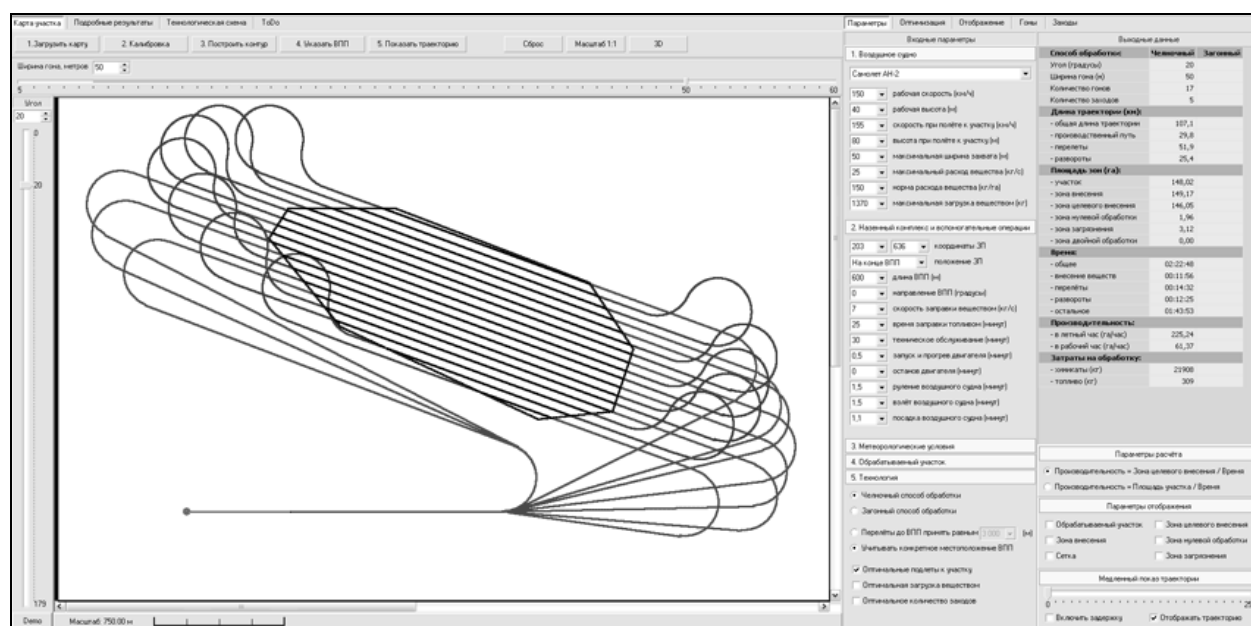 Карта участка Подробные результаты Технологическая схема ToDo
1.Загрузить карту 2. Калибровка 3. Построить контур 4. Указать ВПП 5. Показать траекторию Сброс Масштаб 1:1 3D
Ширина гона, метров 50
5 50 60
Угол
20
0
20
179
Demo Масштаб: 750.00 м
Параметры Оптимизация Отображение Гоны Заходы
Входные параметры
1. Воздушное судно
Самолет АН-2
150 рабочая скорость (км/ч)
40 рабочая высота (м)
195 скорость при полёте к участку (км/ч)
80 высота при полёте к участку (м)
50 максимальная ширина захвата (м)
25 максимальный расход вещества (кг/с)
150 норма расхода вещества (кг/га)
1370 максимальная загрузка веществом (кг)
2. Наземный комплекс и вспомогательные операции
203 636 координаты ЗП
На конце ВПП положение ЗП
600 длина ВПП (м)
0 направление ВПП (градусы)
7 скорость заправки веществом (кг/с)
25 время заправки топливом (минут)
30 техническое обслуживание (минут)
0,5 запуск и прогрев двигателя (минут)
0 останов двигателя (минут)
1,5 руление воздушного судна (минут)
1,5 взлёт воздушного судна (минут)
1,1 посадка воздушного судна (минут)
3. Метеорологические условия
4. Обрабатываемый участок
5. Технология
Челночный способ обработки
Загонный способ обработки
Перелёты до ВПП принять равным 3 000 (м)
Учитывать конкретное местоположение ВПП
Оптимальные подлеты к участку
Оптимальная загрузка веществом
Оптимальное количество заходов
Выходные данные
Способ обработки: Челночный Загонный
Угол (градусы) 20
Ширина гона (м) 50
Количество гонов 17
Количество заходов 5
Длина траектории (км):
- общая длина траектории 107,1
- производственный путь 29,8
- перелеты 51,9
- развороты 25,4
Площадь зон (га):
- участок 148,02
- зона внесения 149,17
- зона целевого внесения 146,05
- зона нулевой обработки 1,96
- зона загрязнения 3,12
- зона двойной обработки 0,00
Время:
- общее 02:22:48
- внесение веществ 00:11:56
- перелёты 00:14:32
- развороты 00:12:25
- остальное 01:43:53
Производительность:
- в летный час (га/час) 225,24
- в рабочий час (га/час) 61,37
Затраты на обработку:
- химикаты (кг) 21908
- топливо (кг) 309
Параметры расчёта
Производительность = Зона целевого внесения / Время
Производительность = Площадь участка / Время
Параметры отображения
Обрабатываемый участок Зона целевого внесения
Зона внесения Зона нулевой обработки
Сетка Зона загрязнения
Медленный показ траектории
0 25
Включить задержку Отображать траекторию